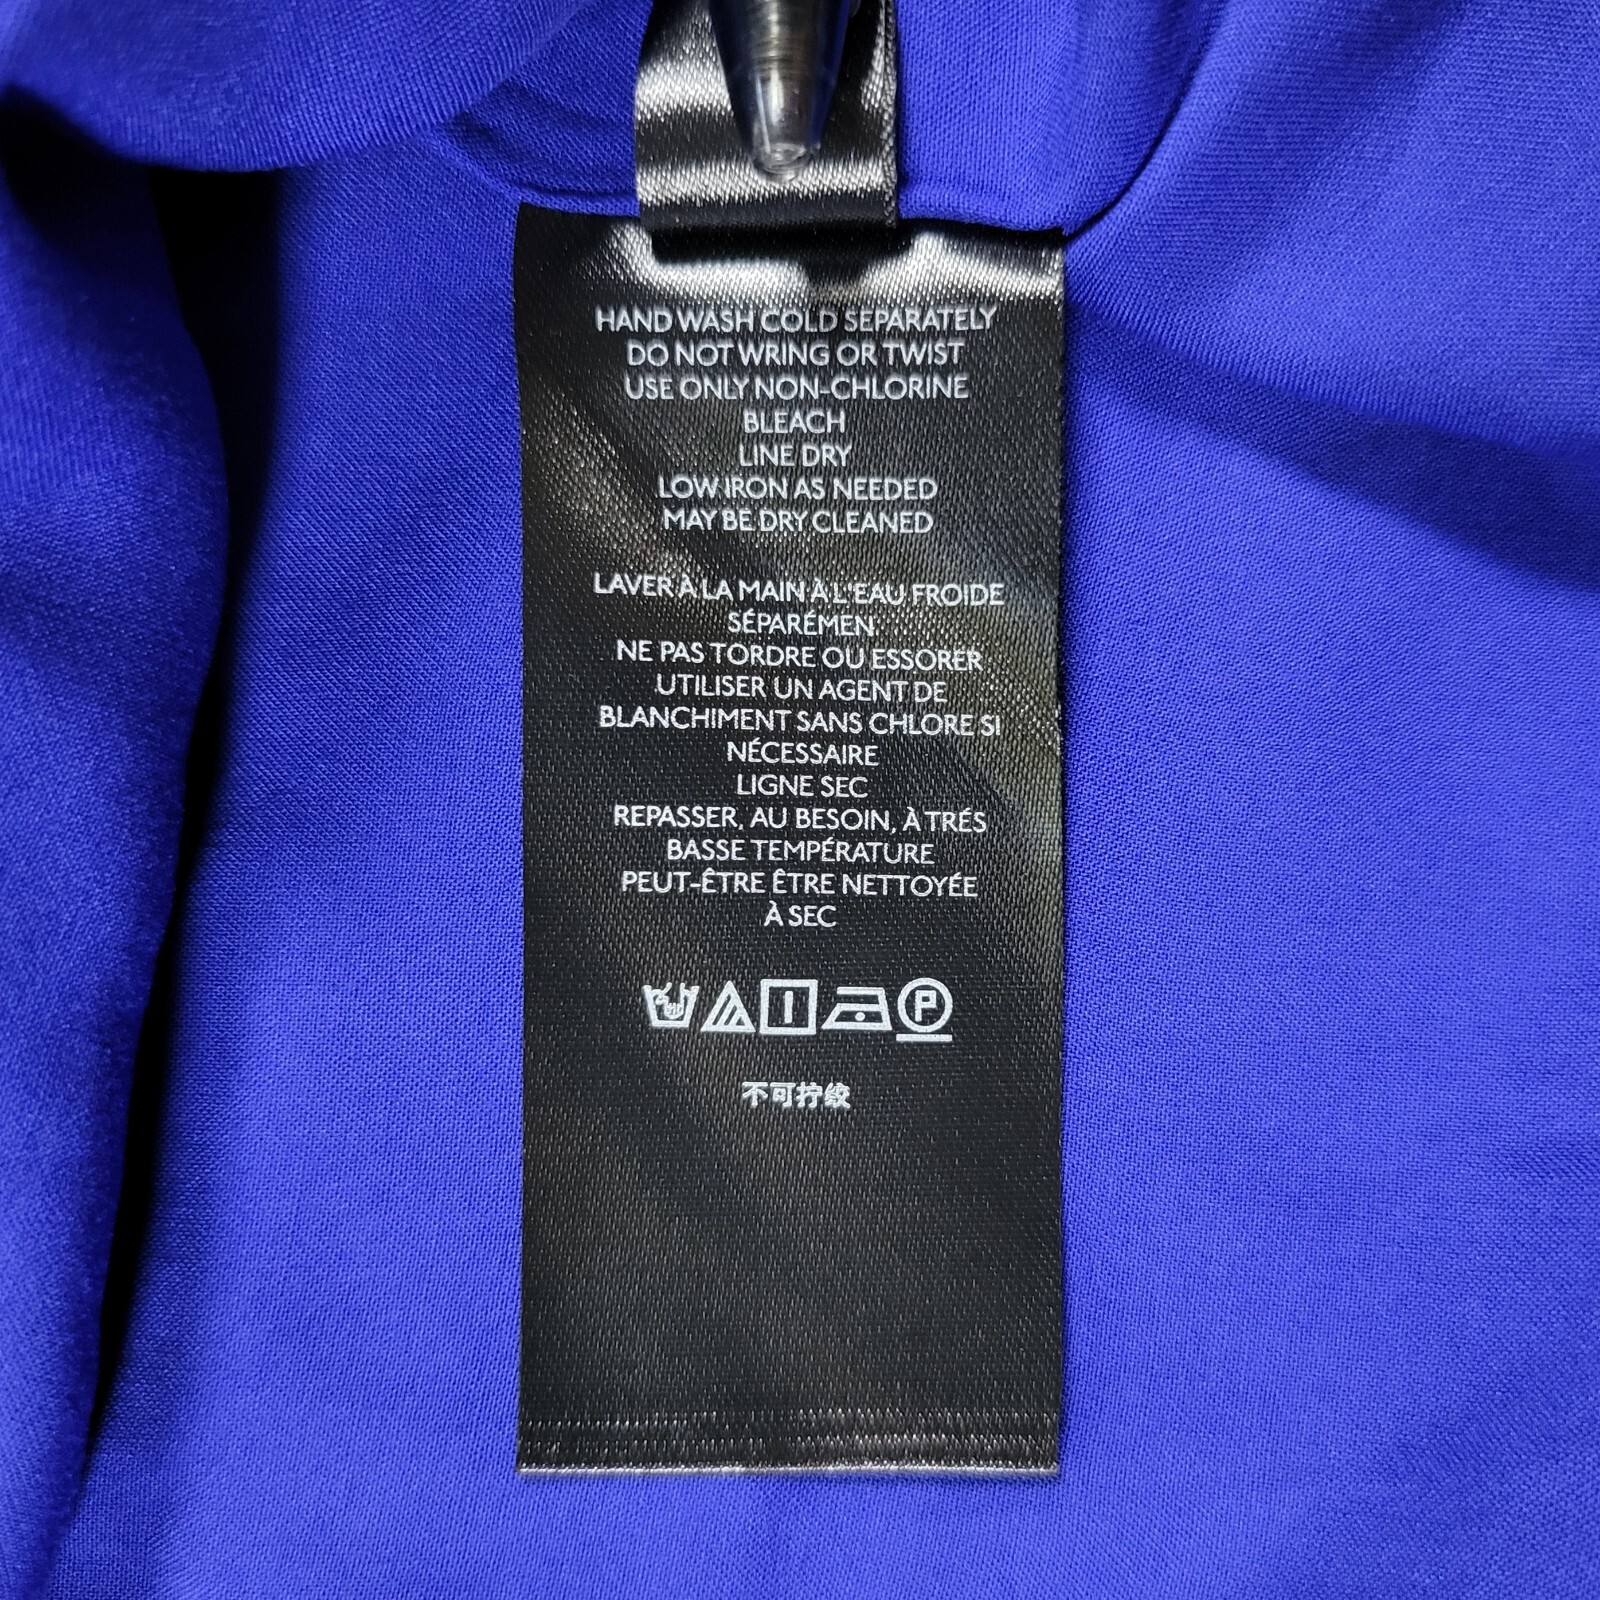 HAND WASH COLD SEPARATELY
DO NOT WRING OR TWIST
USE ONLY NON-CHLORINE
BLEACH
LINE DRY
LOW IRON AS NEEDED
MAY BE DRY CLEANED
LAVER À LA MAIN À L'EAU FROIDE
SÉPARÉMEN
NE PAS TORDRE OU ESSORER
UTILISER UN AGENT DE
BLANCHIMENT SANS CHLORE SI
NÉCESSAIRE
LIGNE SEC
REPASSER, AU BESOIN, À TRÉS
BASSE TEMPÉRATURE
PEUT-ÊTRE ÊTRE NETTOYÉE
À SEC
P
不可拧绞